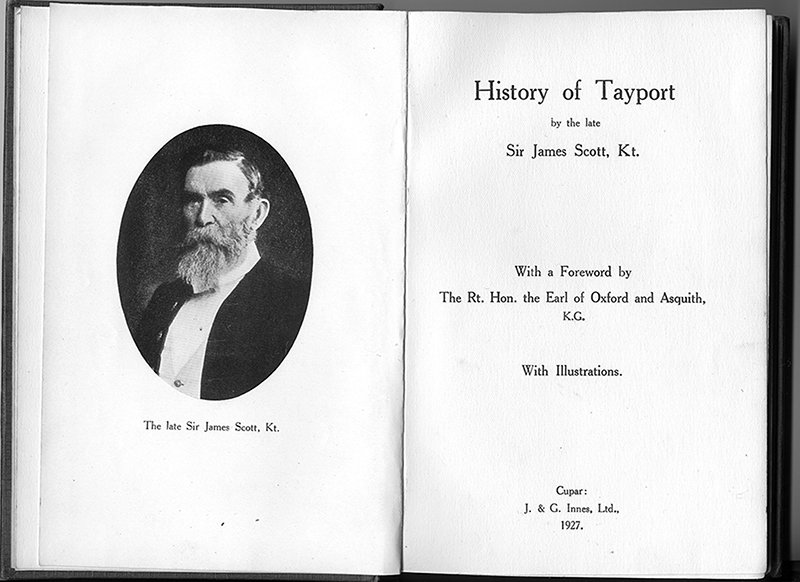 The late Sir James Scott, Kt.
History of Tayport
by the late
Sir James Scott, Kt.
With a Foreword by
The Rt. Hon. the Earl of Oxford and Asquith,
K.G.
With Illustrations.
Cupar:
J. & G. Innes, Ltd.,
1927.